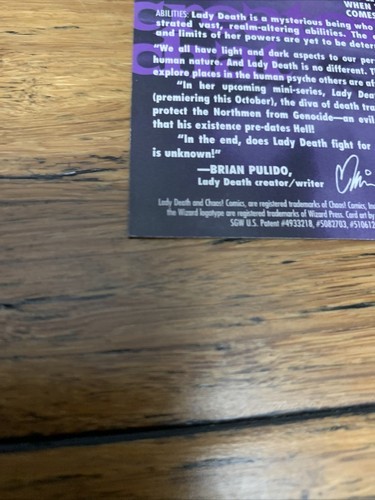 WHEN
COMES
ABILITIES: Lady Death is a mysterious being who
strated vast, realm-altering abilities. The
and limits of her powers are yet to be deter
"We all have light and dark aspects to our per
human nature. And Lady Death is no different. T
explore places in the human psyche others are af
"In her upcoming mini-series, Lady Dea
(premiering this October), the diva of death tra
protect the Northmen from Genocide—an evil
that his existence pre-dates Hell!
"In the end, does Lady Death fight for
is unknown!"
—BRIAN PULIDO,
Lady Death creator/writer
Lady Death and Chaos! Comics, are registered trademarks of Chaos! Comics, Inc
the Wizard logotype are registered trademarks of Wizard Press. Card art by
SGW U.S. Patent #4933218, #5082703, #510612